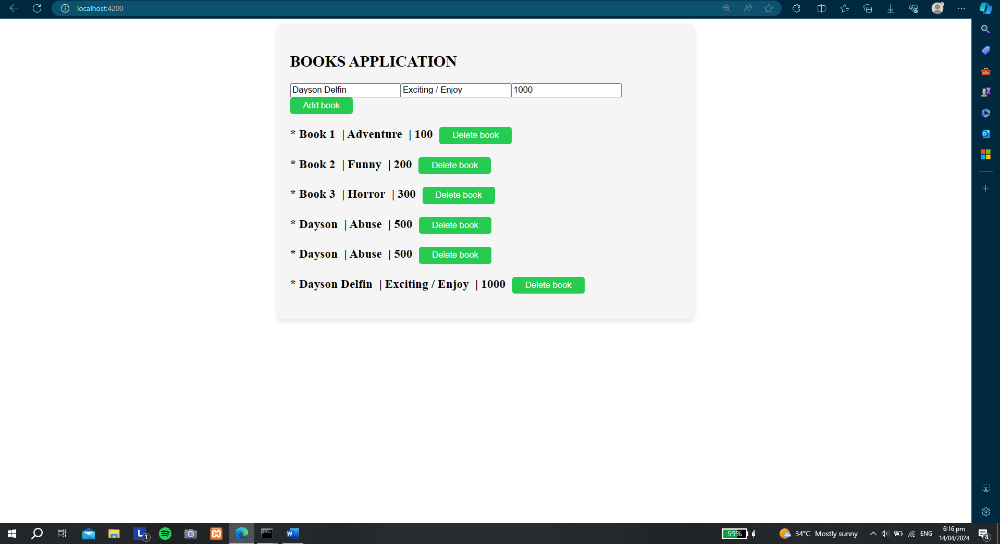 localhost:4200
BOOKS APPLICATION
Dayson Delfin Exciting / Enjoy 1000
Add book
* Book 1 | Adventure | 100 Delete book
* Book 2 | Funny | 200 Delete book
* Book 3 | Horror | 300 Delete book
* Dayson | Abuse | 500 Delete book
* Dayson | Abuse | 500 Delete book
* Dayson Delfin | Exciting / Enjoy | 1000 Delete book
L 1 59% 34°C Mostly sunny ENG 6:16 pm 4
14/04/2024